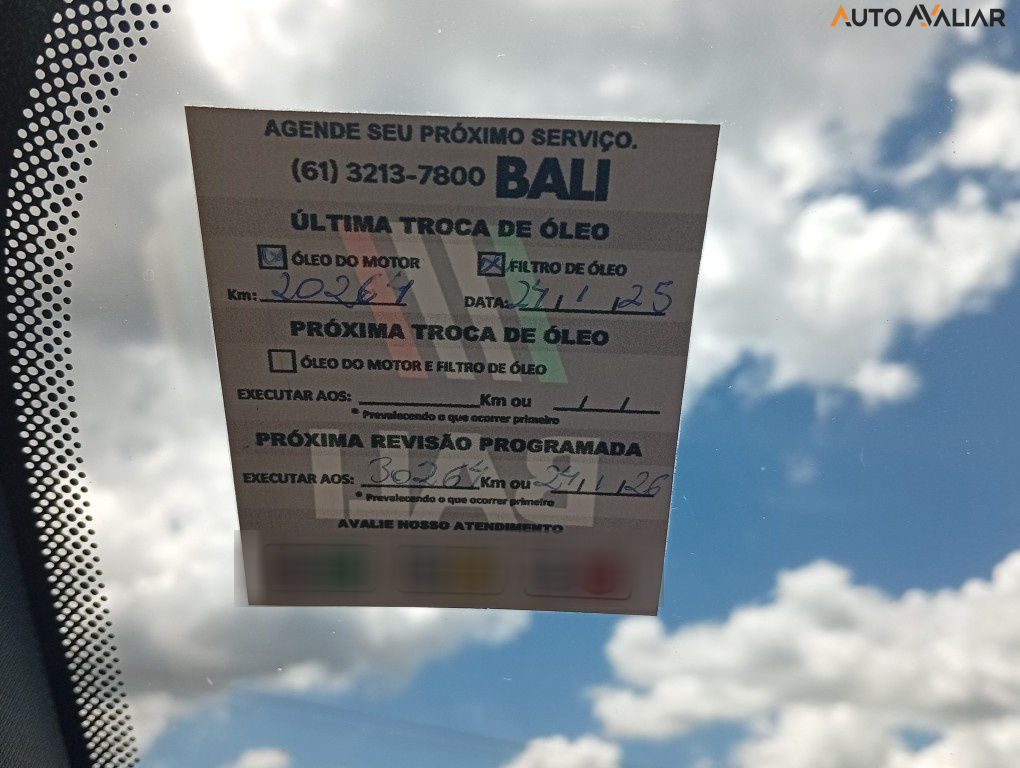 AUTO AVALIAR
AGENDE SEU PRÓXIMO SERVIÇO.
(61) 3213-7800 BALI
ÚLTIMA TROCA DE ÓLEO
ÓLEO DO MOTOR FILTRO DE ÓLEO
Km: 20264 DATA: 24/1/25
PRÓXIMA TROCA DE ÓLEO
ÓLEO DO MOTOR E FILTRO DE ÓLEO
EXECUTAR AOS: Km ou / /
* Prevalecendo o que ocorrer primeiro
PRÓXIMA REVISÃO PROGRAMADA
EXECUTAR AOS: 30264 Km ou 24/1/26
* Prevalecendo o que ocorrer primeiro
AVALIE NOSSO ATENDIMENTO